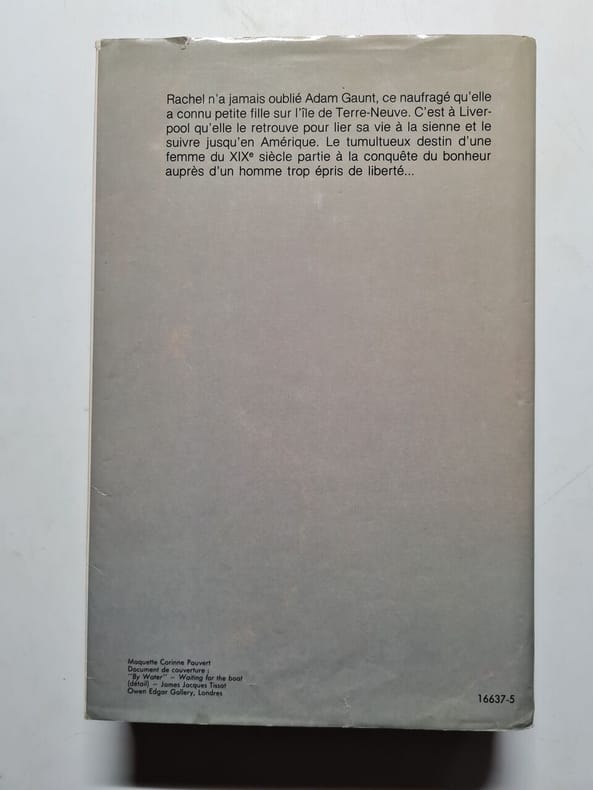 Rachel n'a jamais oublié Adam Gaunt, ce naufragé qu'elle
a connu petite fille sur l'île de Terre-Neuve. C'est à Liver-
pool qu'elle le retrouve pour lier sa vie à la sienne et le
suivre jusqu'en Amérique. Le tumultueux destin d'une
femme du XIXe siècle partie à la conquête du bonheur
auprès d'un homme trop épris de liberté...
Maquette Corinne Pauvert
Document de couverture :
"By Water" – Waiting for the boat
(détail) – James Jacques Tissot
Owen Edgar Gallery, Londres
16637-5